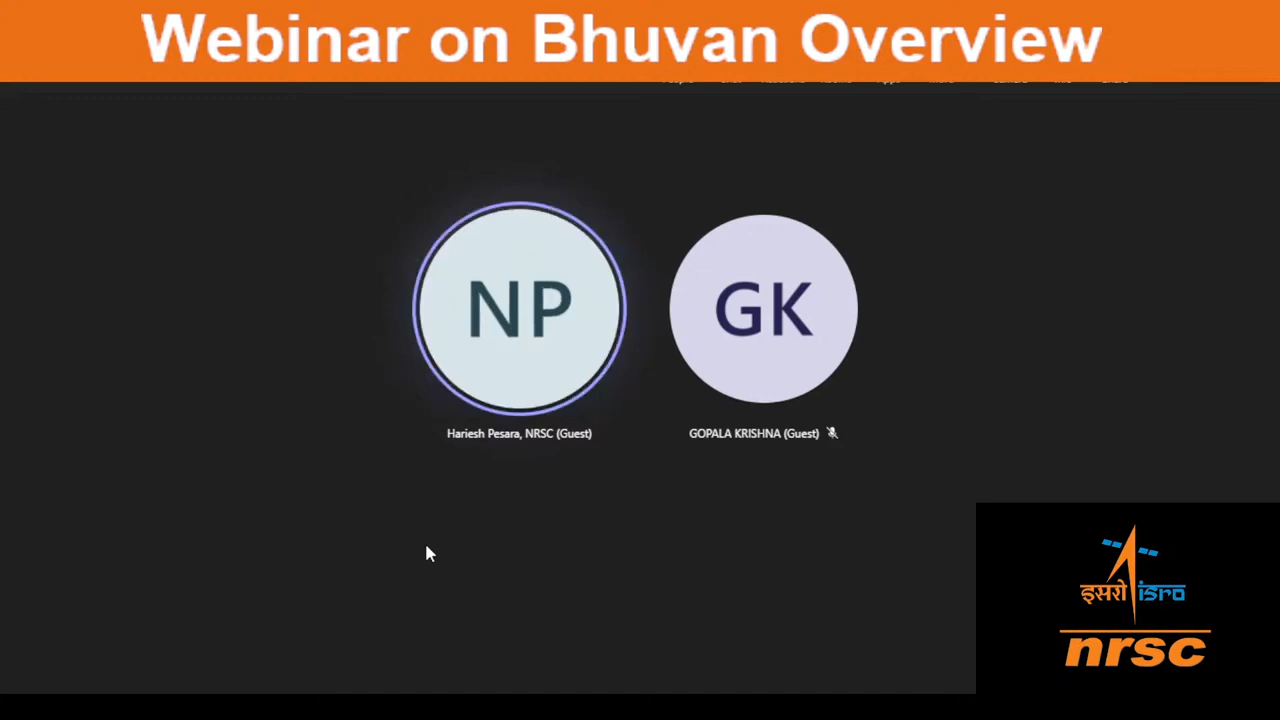 Webinar on Bhuvan Overview
NP
GK
Hariesh Pesara, NRSC (Guest)
GOPALA KRISHNA (Guest)
इसरो isro
nrsc